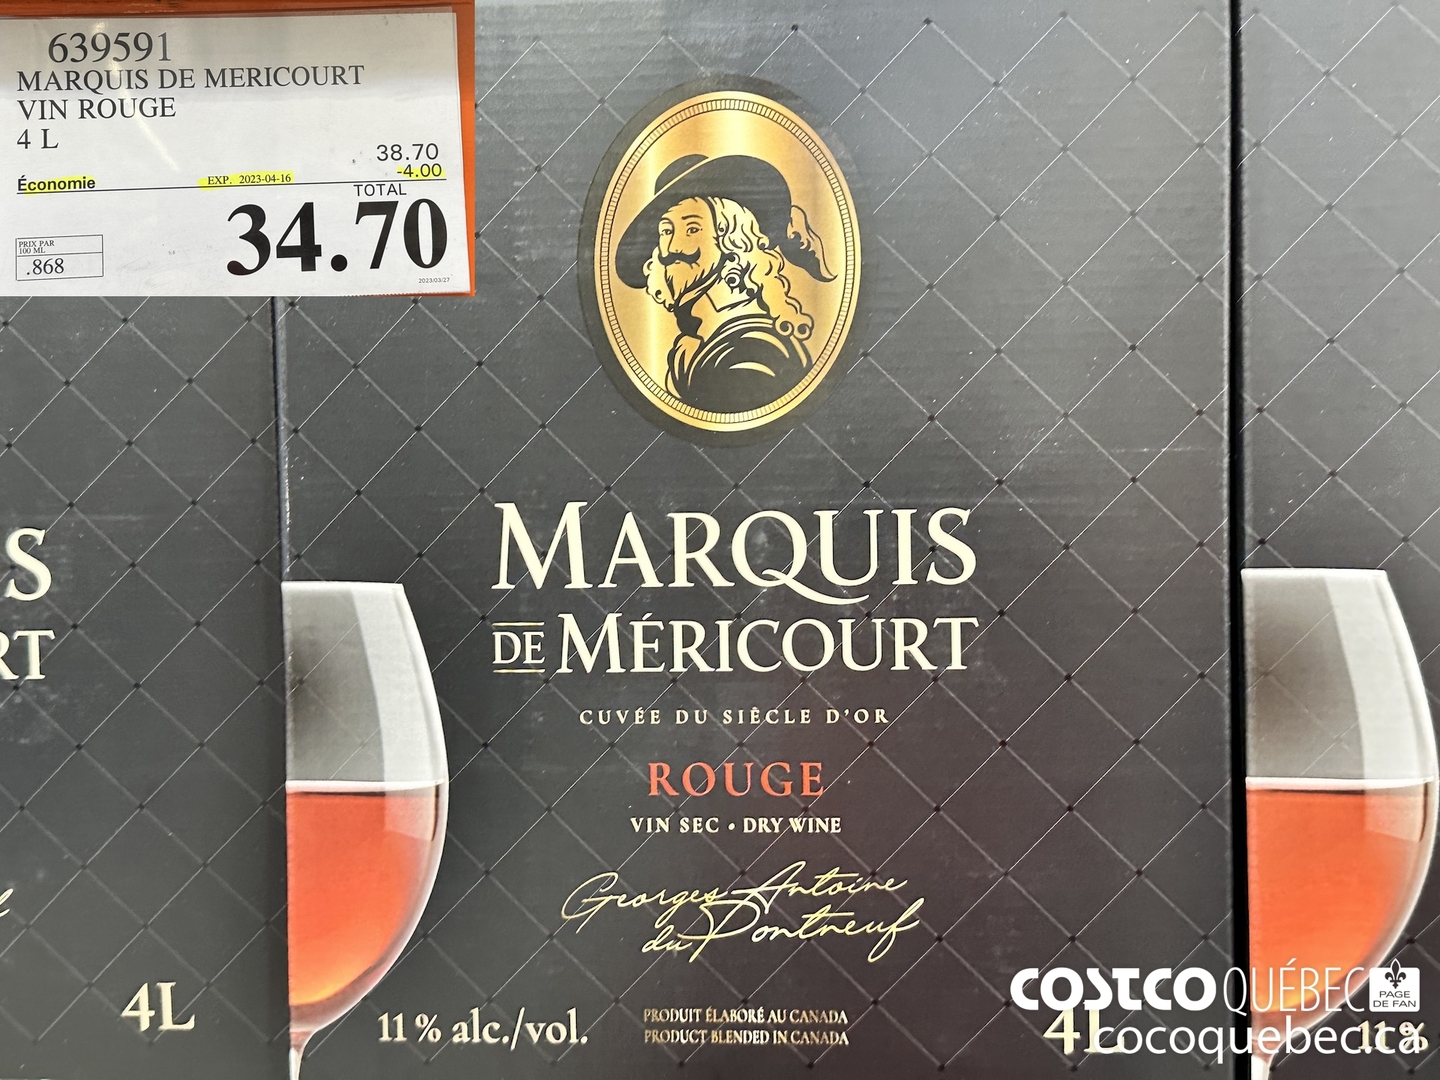 639591
MARQUIS DE MERICOURT
VIN ROUGE
4 L
38.70
Économie
EXP. 2023-04-16
-4.00
TOTAL
34.70
PRIX PAR
100 ML
.868
2023/03/27
MARQUIS
DE MÉRICOURT
CUVÉE DU SIÈCLE D'OR
ROUGE
VIN SEC • DRY WINE
Georges Antoine
du Pontneuf
11 % alc./vol.
PRODUIT ÉLABORÉ AU CANADA
PRODUCT BLENDED IN CANADA
4L
S
RT
4L
11 %
COSTCO QUÉBEC
PAGE
DE FAN
cocoquebec.ca